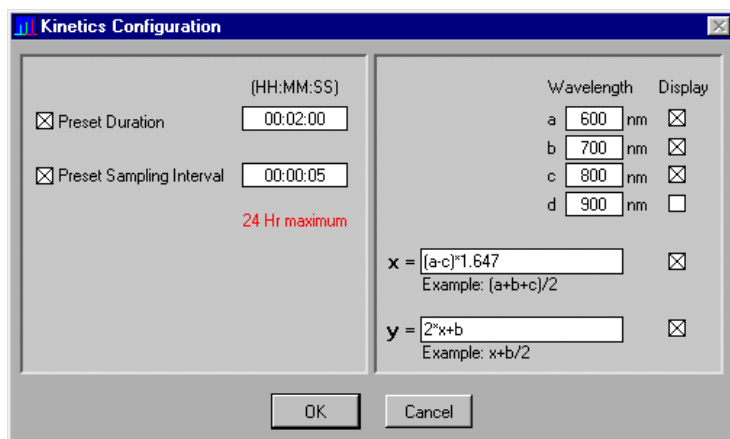 Kinetics Configuration
(HH:MM:SS)
Preset Duration 00:02:00
Preset Sampling Interval 00:00:05
24 Hr maximum
Wavelength Display
a 600 nm
b 700 nm
c 800 nm
d 900 nm
x = (a-c)*1.647
Example: (a+b+c)/2
y = 2*x+b
Example: x+b/2
OK Cancel